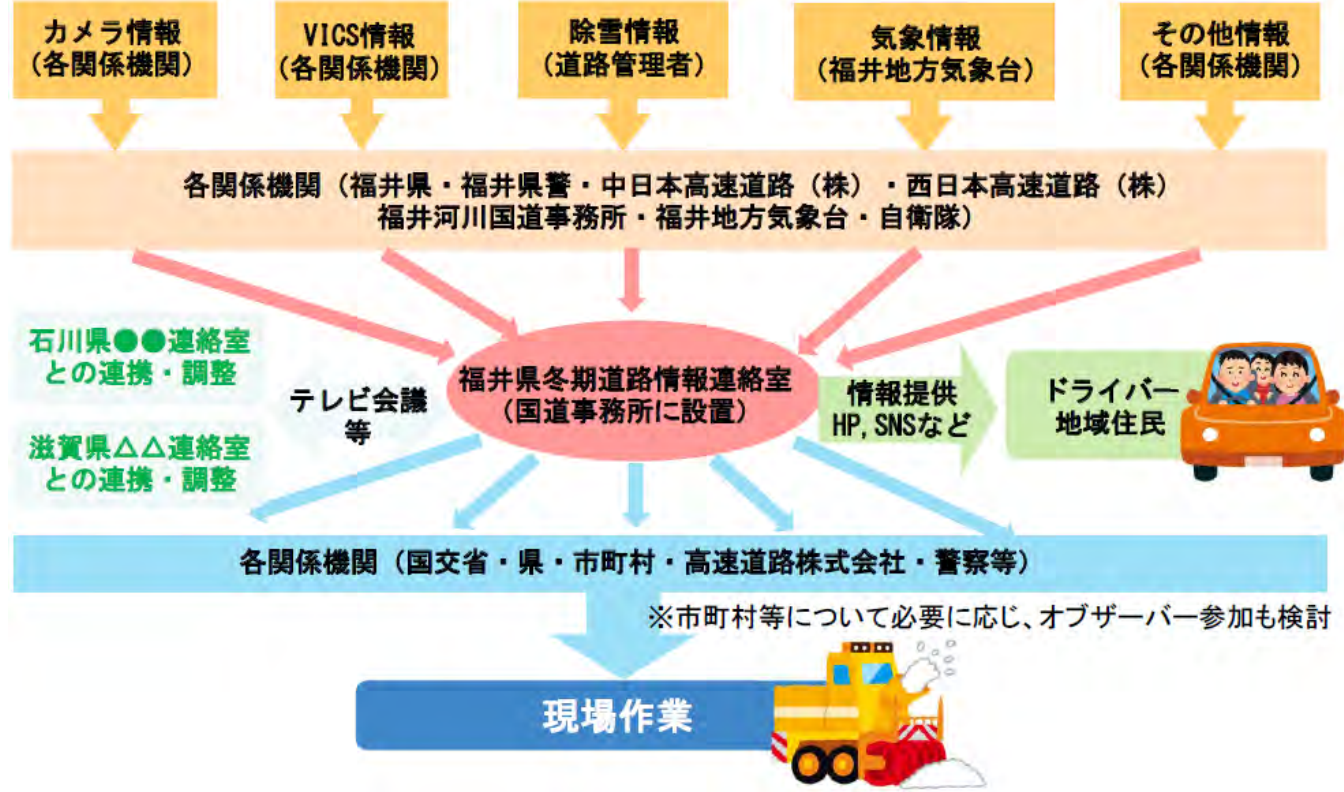 カメラ情報
(各関係機関)
VICS情報
(各関係機関)
除雪情報
(道路管理者)
気象情報
(福井地方気象台)
その他情報
(各関係機関)
各関係機関（福井県・福井県警・中日本高速道路（株）・西日本高速道路（株）
福井河川国道事務所・福井地方気象台・自衛隊）
石川県●●連絡室
との連携・調整
滋賀県△△連絡室
との連携・調整
テレビ会議
等
福井県冬期道路情報連絡室
(国道事務所に設置)
情報提供
HP, SNSなど
ドライバー
地域住民
各関係機関（国交省・県・市町村・高速道路株式会社・警察等）
※市町村等について必要に応じ、オブザーバー参加も検討
現場作業